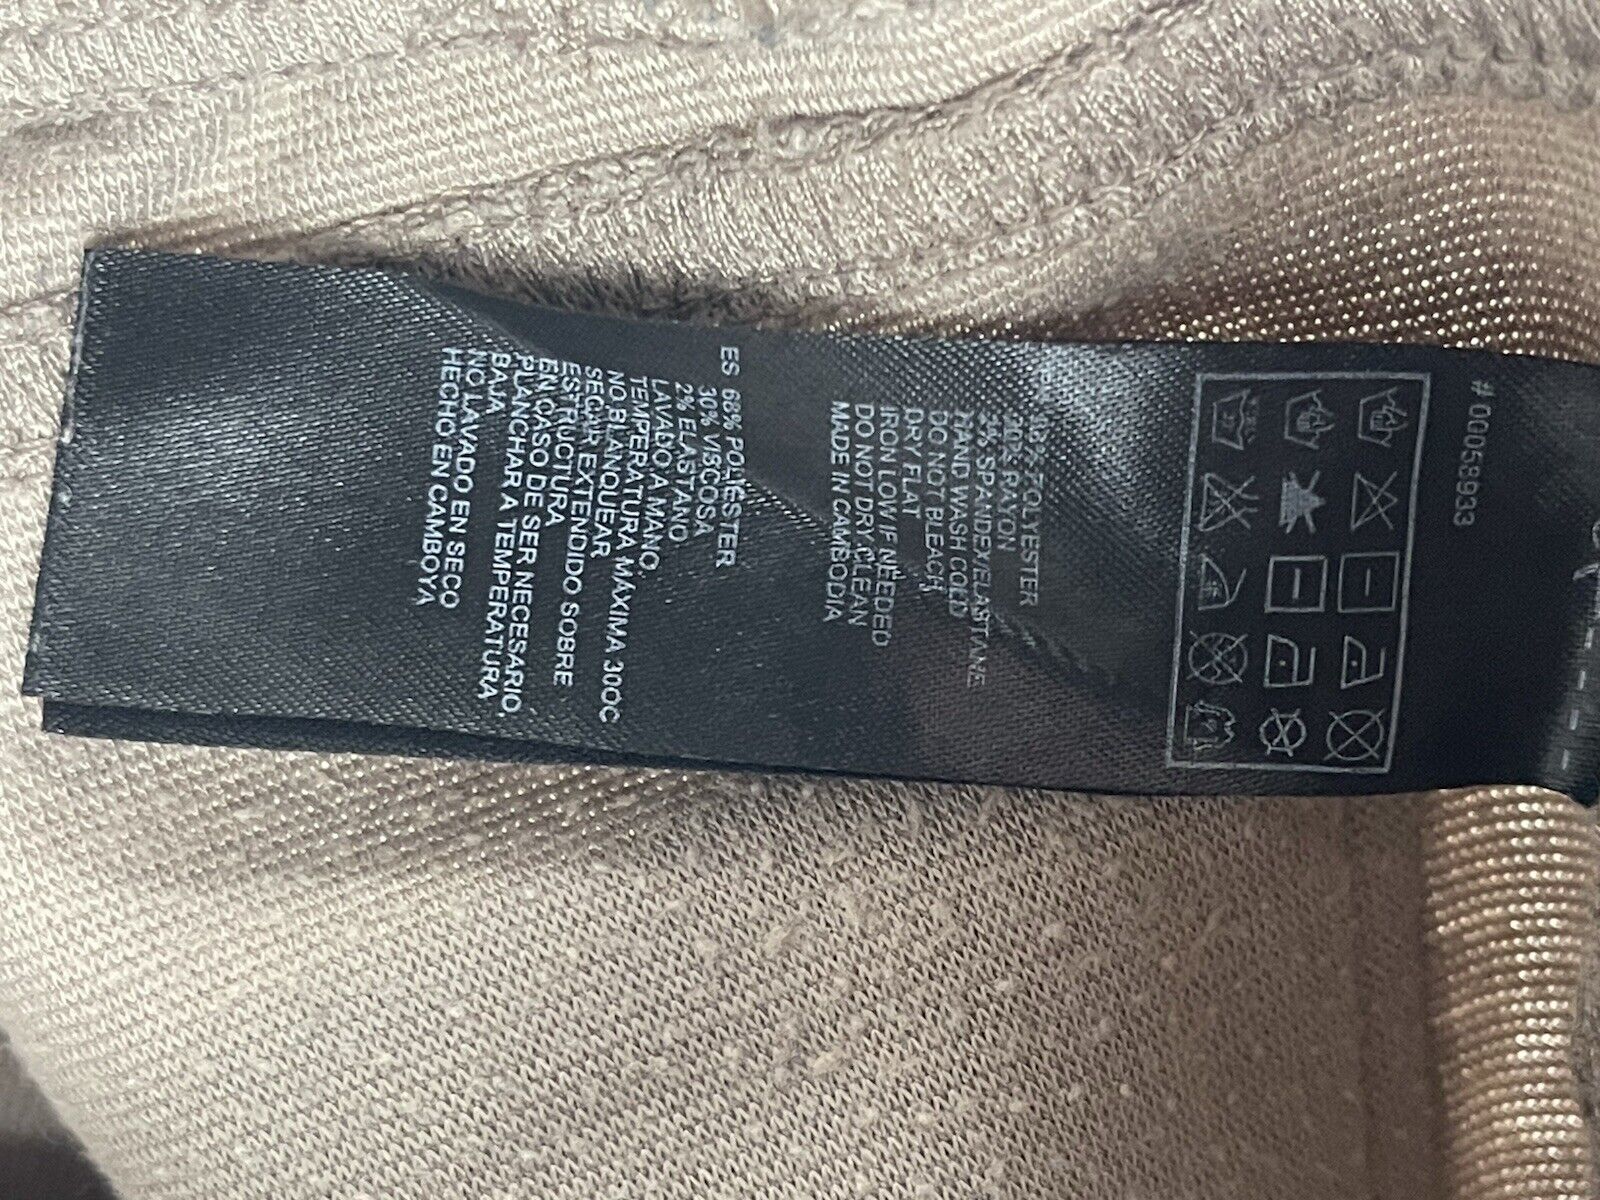 #00058933
68% POLYESTER
30% RAYON
2% SPANDEX/ELASTANE
HAND WASH COLD
DO NOT BLEACH
DRY FLAT
IRON LOW IF NEEDED
DO NOT DRY CLEAN
MADE IN CAMBODIA
ES 68% POLIESTER
30% VISCOSA
2% ELASTANO
LAVADO A MANO,
TEMPERATURA MÁXIMA 30OC
NO BLANQUEAR
SECAR EXTENDIDO SOBRE
ESTRUCTURA
EN CASO DE SER NECESARIO,
PLANCHAR A TEMPERATURA
BAJA
NO LAVADO EN SECO
HECHO EN CAMBOYA